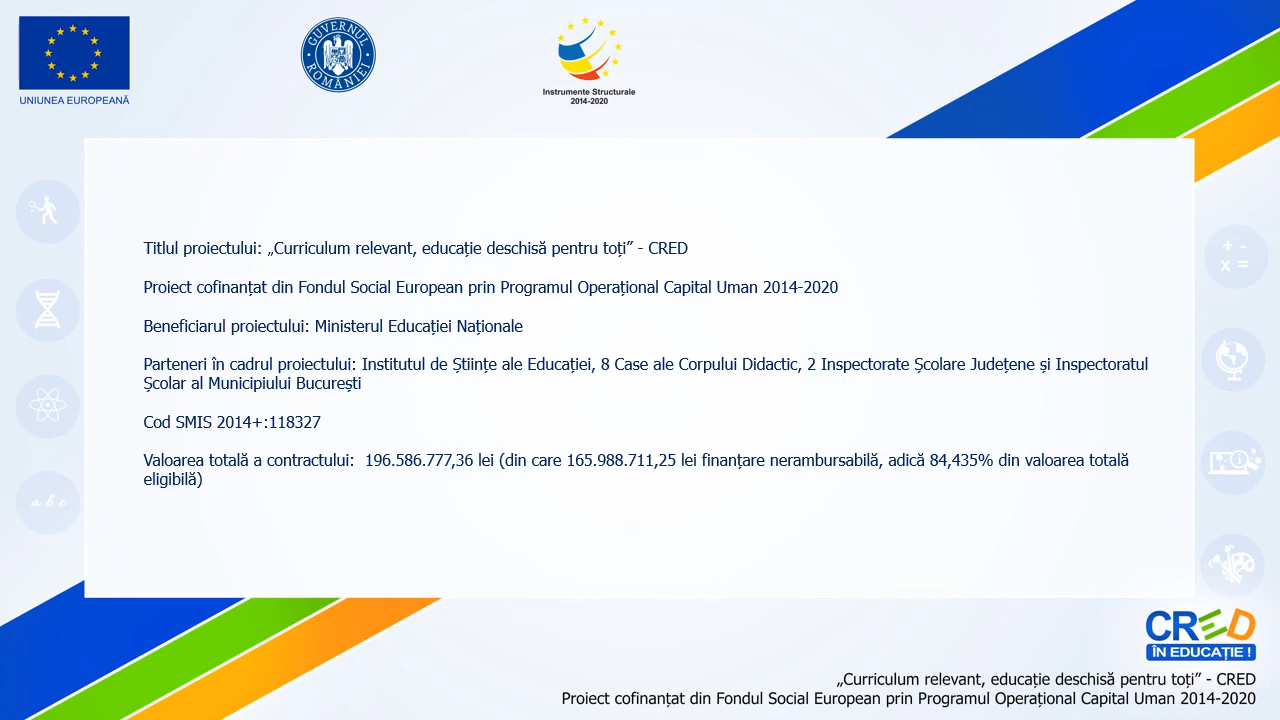 UNIUNEA EUROPEANĂ
GUVERNUL ROMÂNIEI
Instrumente Structurale
2014-2020
Titlul proiectului: „Curriculum relevant, educație deschisă pentru toți” - CRED
Proiect cofinanțat din Fondul Social European prin Programul Operațional Capital Uman 2014-2020
Beneficiarul proiectului: Ministerul Educației Naționale
Parteneri în cadrul proiectului: Institutul de Științe ale Educației, 8 Case ale Corpului Didactic, 2 Inspectorate Școlare Județene și Inspectoratul
Școlar al Municipiului București
Cod SMIS 2014+:118327
Valoarea totală a contractului:  196.586.777,36 lei (din care 165.988.711,25 lei finanțare nerambursabilă, adică 84,435% din valoarea totală
eligibilă)
a b c
+ -
x =
CRED
ÎN EDUCAȚIE !
„Curriculum relevant, educație deschisă pentru toți” - CRED
Proiect cofinanțat din Fondul Social European prin Programul Operațional Capital Uman 2014-2020